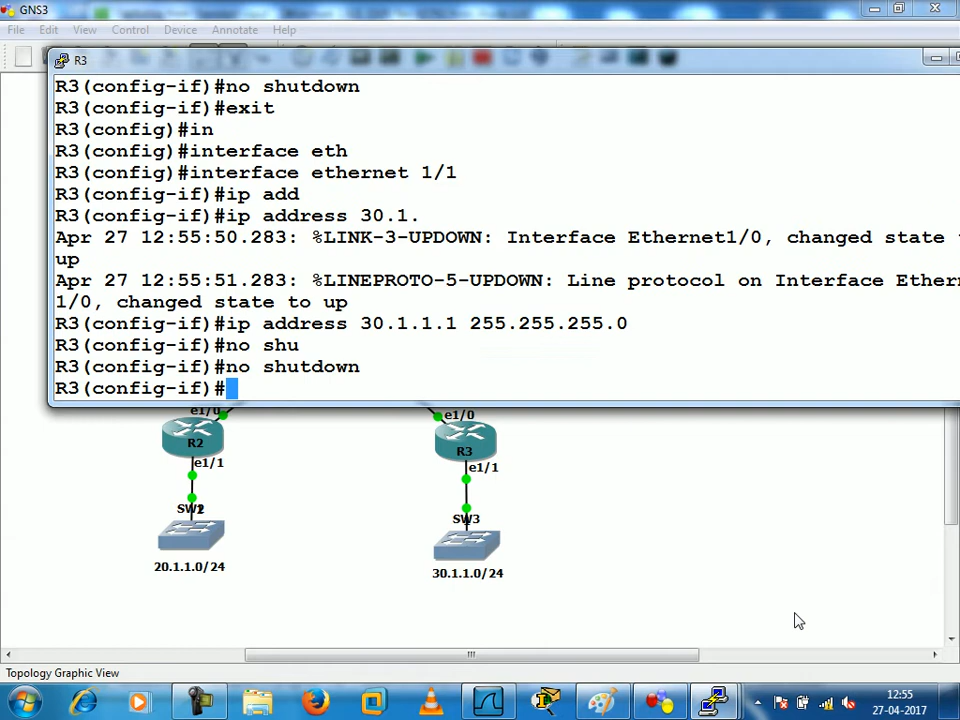 GNS3
File Edit View Control Device Annotate Help
R3
R3(config-if)#no shutdown
R3(config-if)#exit
R3(config)#in
R3(config)#interface eth
R3(config)#interface ethernet 1/1
R3(config-if)#ip add
R3(config-if)#ip address 30.1.
Apr 27 12:55:50.283: %LINK-3-UPDOWN: Interface Ethernet1/0, changed state
up
Apr 27 12:55:51.283: %LINEPROTO-5-UPDOWN: Line protocol on Interface Ether
1/0, changed state to up
R3(config-if)#ip address 30.1.1.1 255.255.255.0
R3(config-if)#no shu
R3(config-if)#no shutdown
R3(config-if)#
e1/0 e1/0
R2 R3
e1/1 e1/1
SW3
20.1.1.0/24 30.1.1.0/24
Topology Graphic View
12:55
27-04-2017